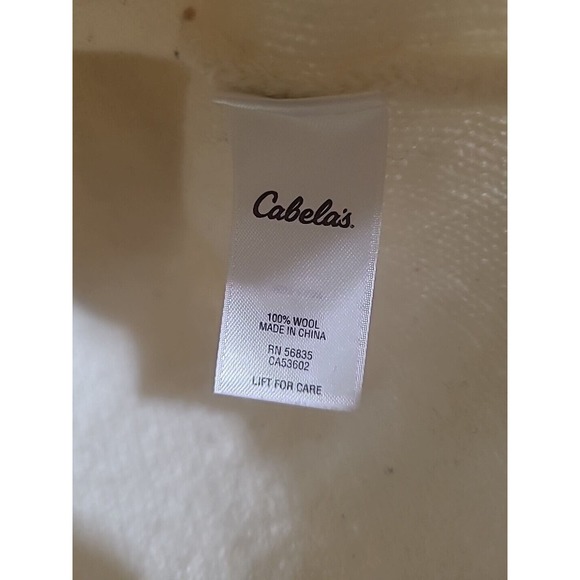 Cabela's.
100% WOOL
MADE IN CHINA
RN 56835
CA53602
LIFT FOR CARE